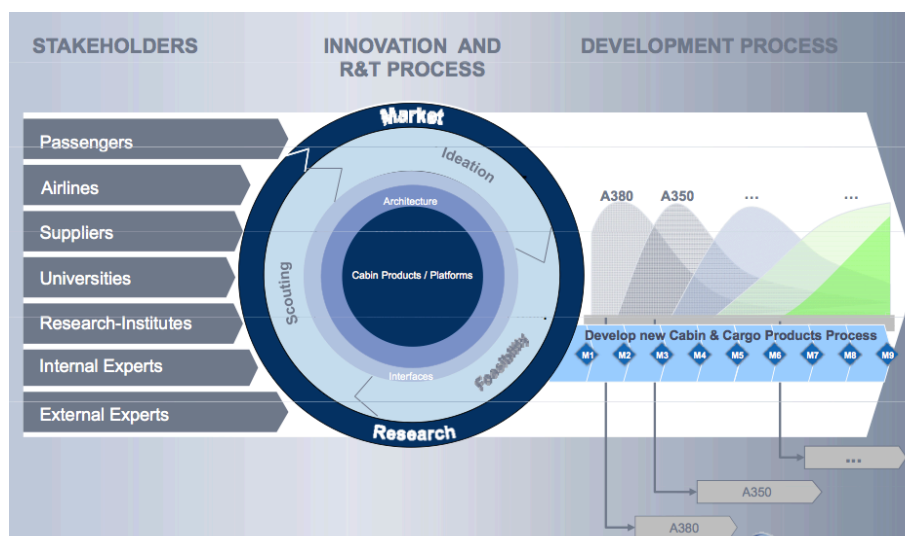 STAKEHOLDERS
INNOVATION AND
R&T PROCESS
DEVELOPMENT PROCESS
Passengers
Airlines
Suppliers
Universities
Research-Institutes
Internal Experts
External Experts
Market
Ideation
Scouting
Feasibility
Research
Architecture
Cabin Products / Platforms
Interfaces
A380
A350
...
...
Develop new Cabin & Cargo Products Process
M1 M2 M3 M4 M5 M6 M7 M8 M9
...
A350
A380